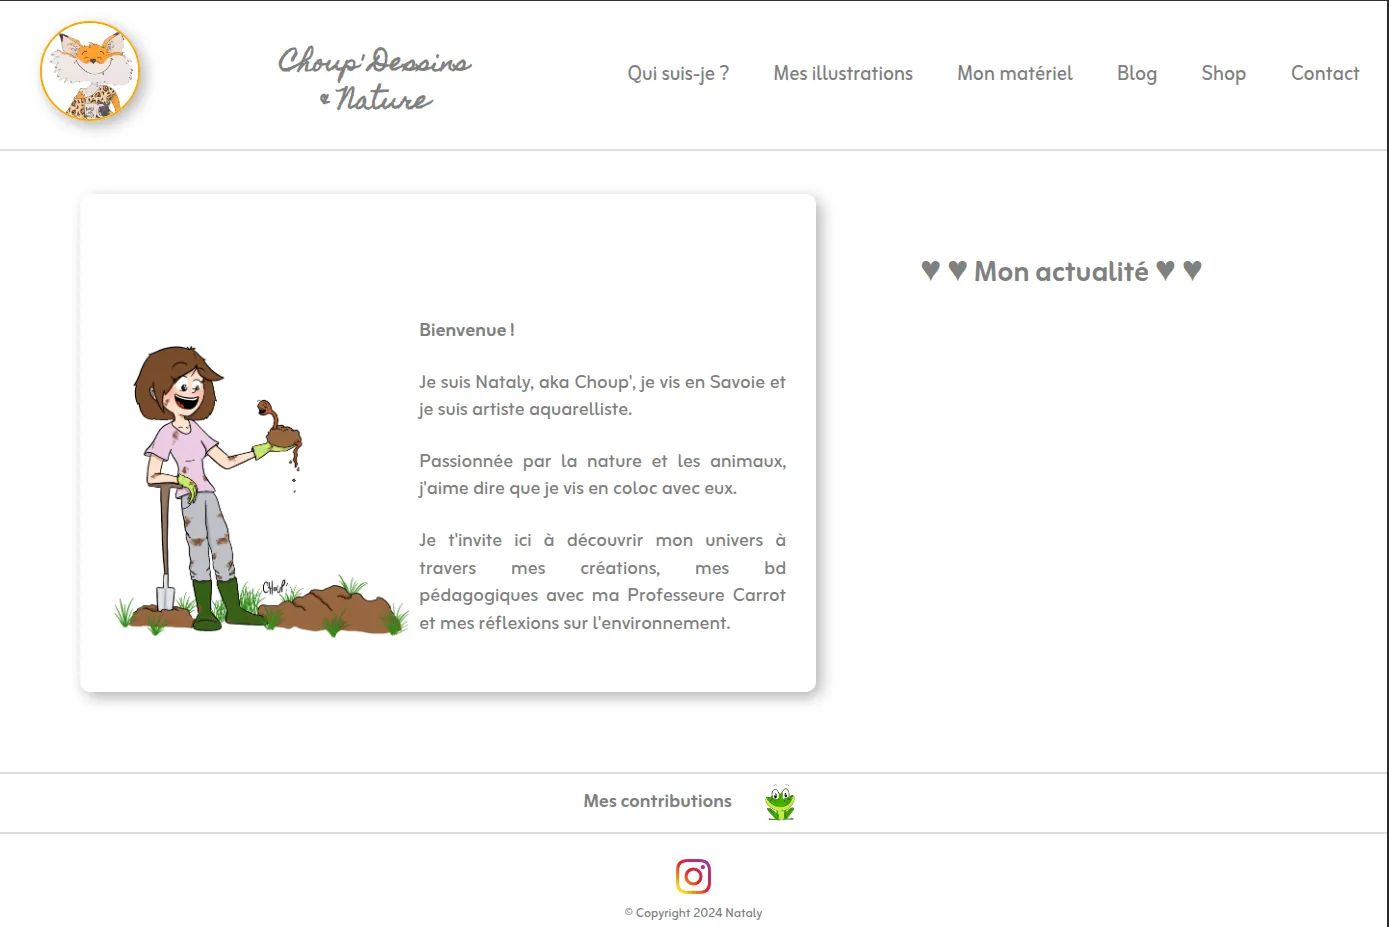 Choup'Dessins
& Nature
Qui suis-je ?
Mes illustrations
Mon matériel
Blog
Shop
Contact
♥ ♥ Mon actualité ♥ ♥
Bienvenue !
Je suis Nataly, aka Choup', je vis en Savoie et
je suis artiste aquarelliste.
Passionnée par la nature et les animaux,
j'aime dire que je vis en coloc avec eux.
Je t'invite ici à découvrir mon univers à
travers mes créations, mes bd
pédagogiques avec ma Professeure Carrot
et mes réflexions sur l'environnement.
CHOUP'
Mes contributions
© Copyright 2024 Nataly